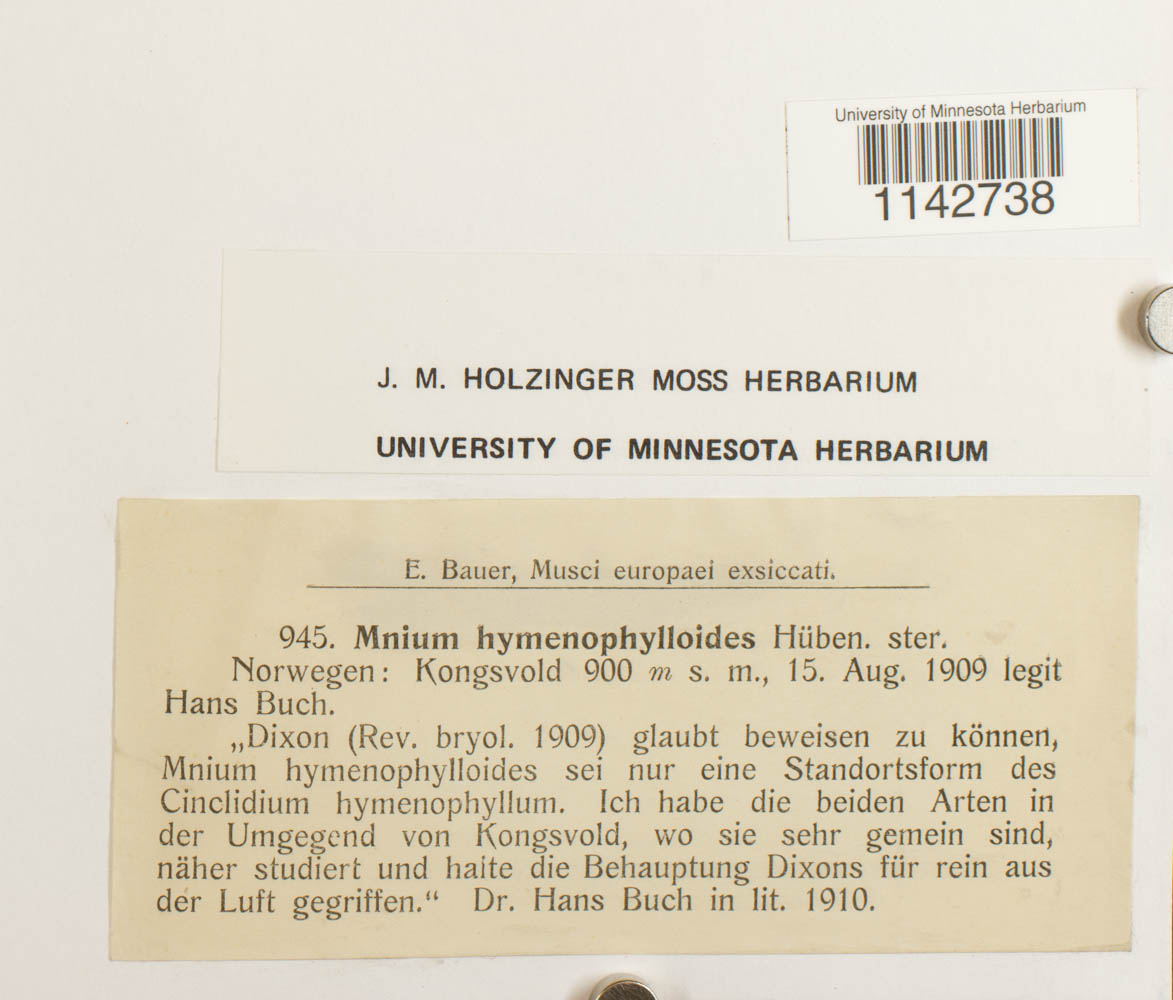 University of Minnesota Herbarium
1142738
J. M. HOLZINGER MOSS HERBARIUM
UNIVERSITY OF MINNESOTA HERBARIUM
E. Bauer, Musci europaei exsiccati.
945. Mnium hymenophylloides Hüben. ster.
Norwegen: Kongsvold 900 m s. m., 15. Aug. 1909 legit
Hans Buch.
„Dixon (Rev. bryol. 1909) glaubt beweisen zu können,
Mnium hymenophylloides sei nur eine Standortsform des
Cinclidium hymenophyllum. Ich habe die beiden Arten in
der Umgegend von Kongsvold, wo sie sehr gemein sind,
näher studiert und halte die Behauptung Dixons für rein aus
der Luft gegriffen.“ Dr. Hans Buch in lit. 1910.